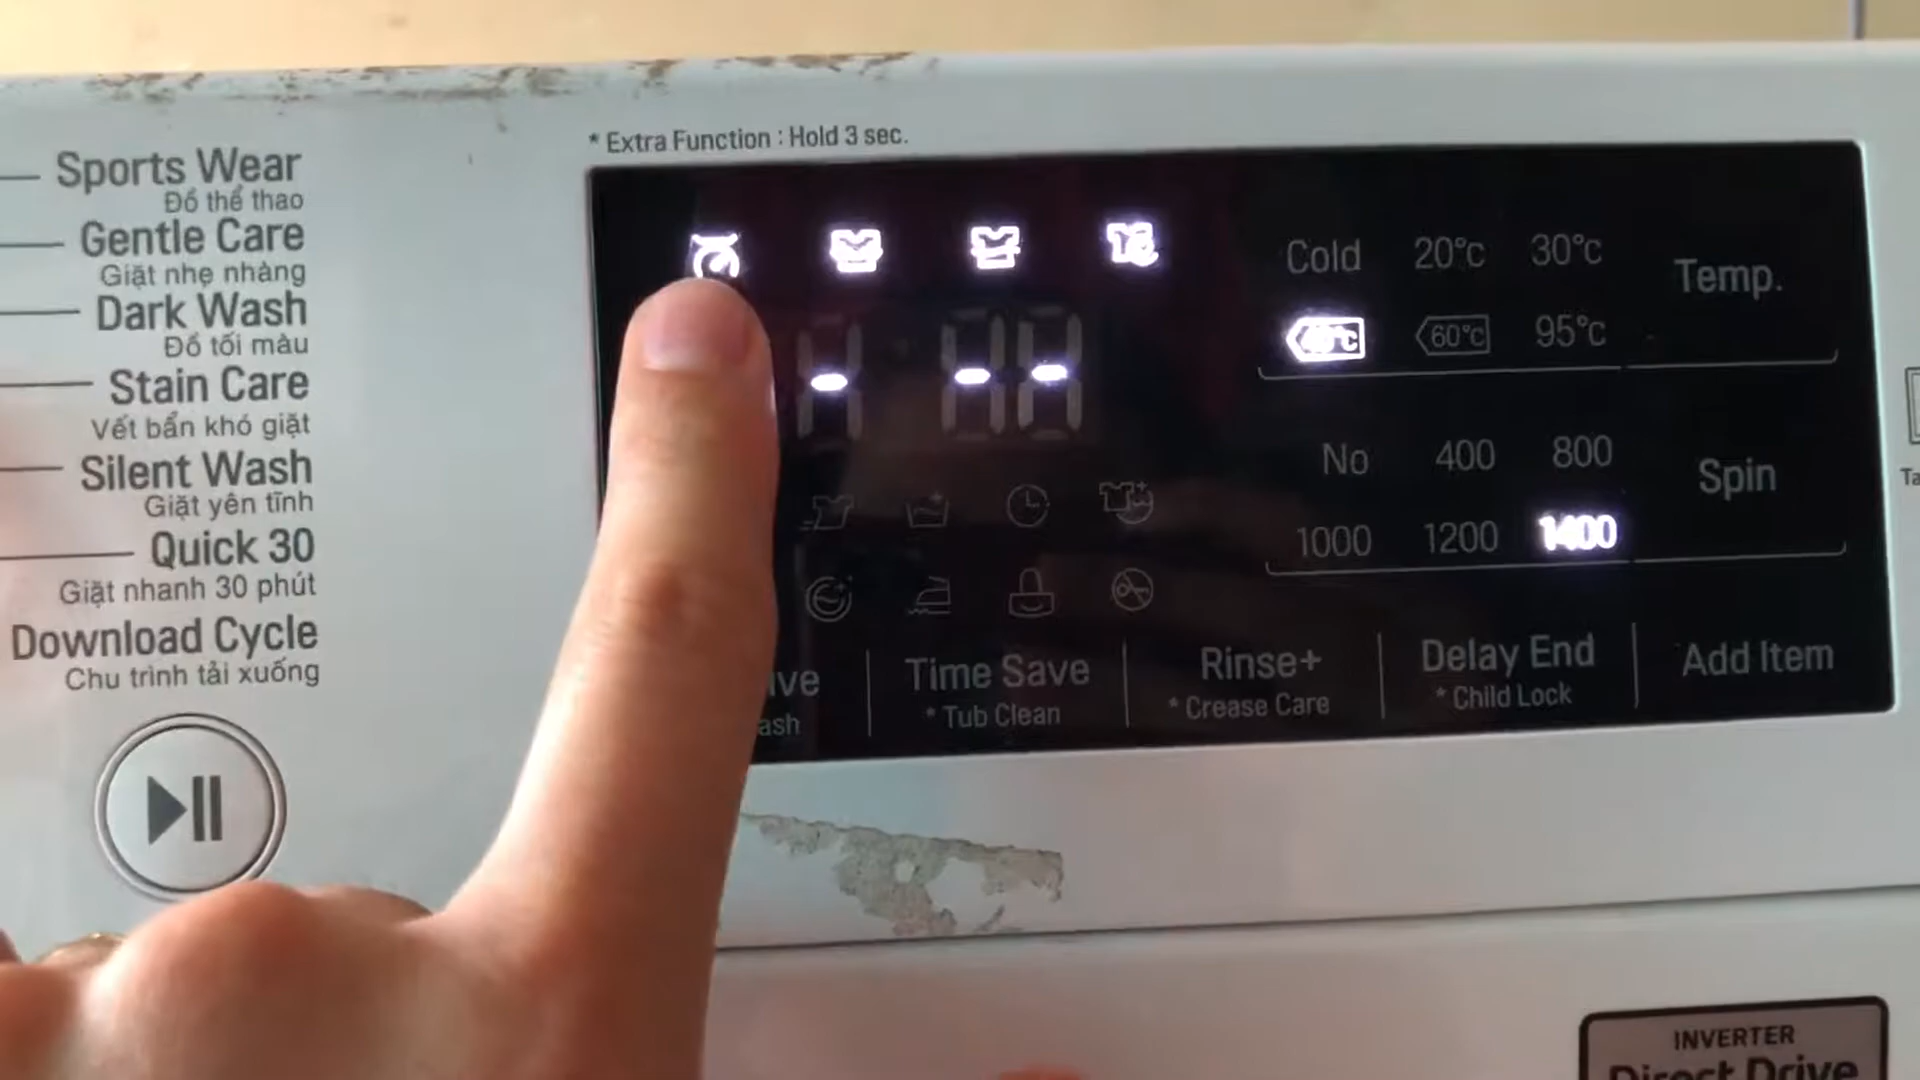 * Extra Function : Hold 3 sec.
Sports Wear
Đồ thể thao
Gentle Care
Giặt nhẹ nhàng
Dark Wash
Đồ tối màu
Stain Care
Vết bẩn khó giặt
Silent Wash
Giặt yên tĩnh
Quick 30
Giặt nhanh 30 phút
Download Cycle
Chu trình tải xuống
- -- 
Cold 20°c 30°c
Temp.
40°c 60°c 95°c
No 400 800
Spin
1000 1200 1400
Time Save
* Tub Clean
Rinse+
* Crease Care
Delay End
* Child Lock
Add Item
INVERTER
Direct Drive